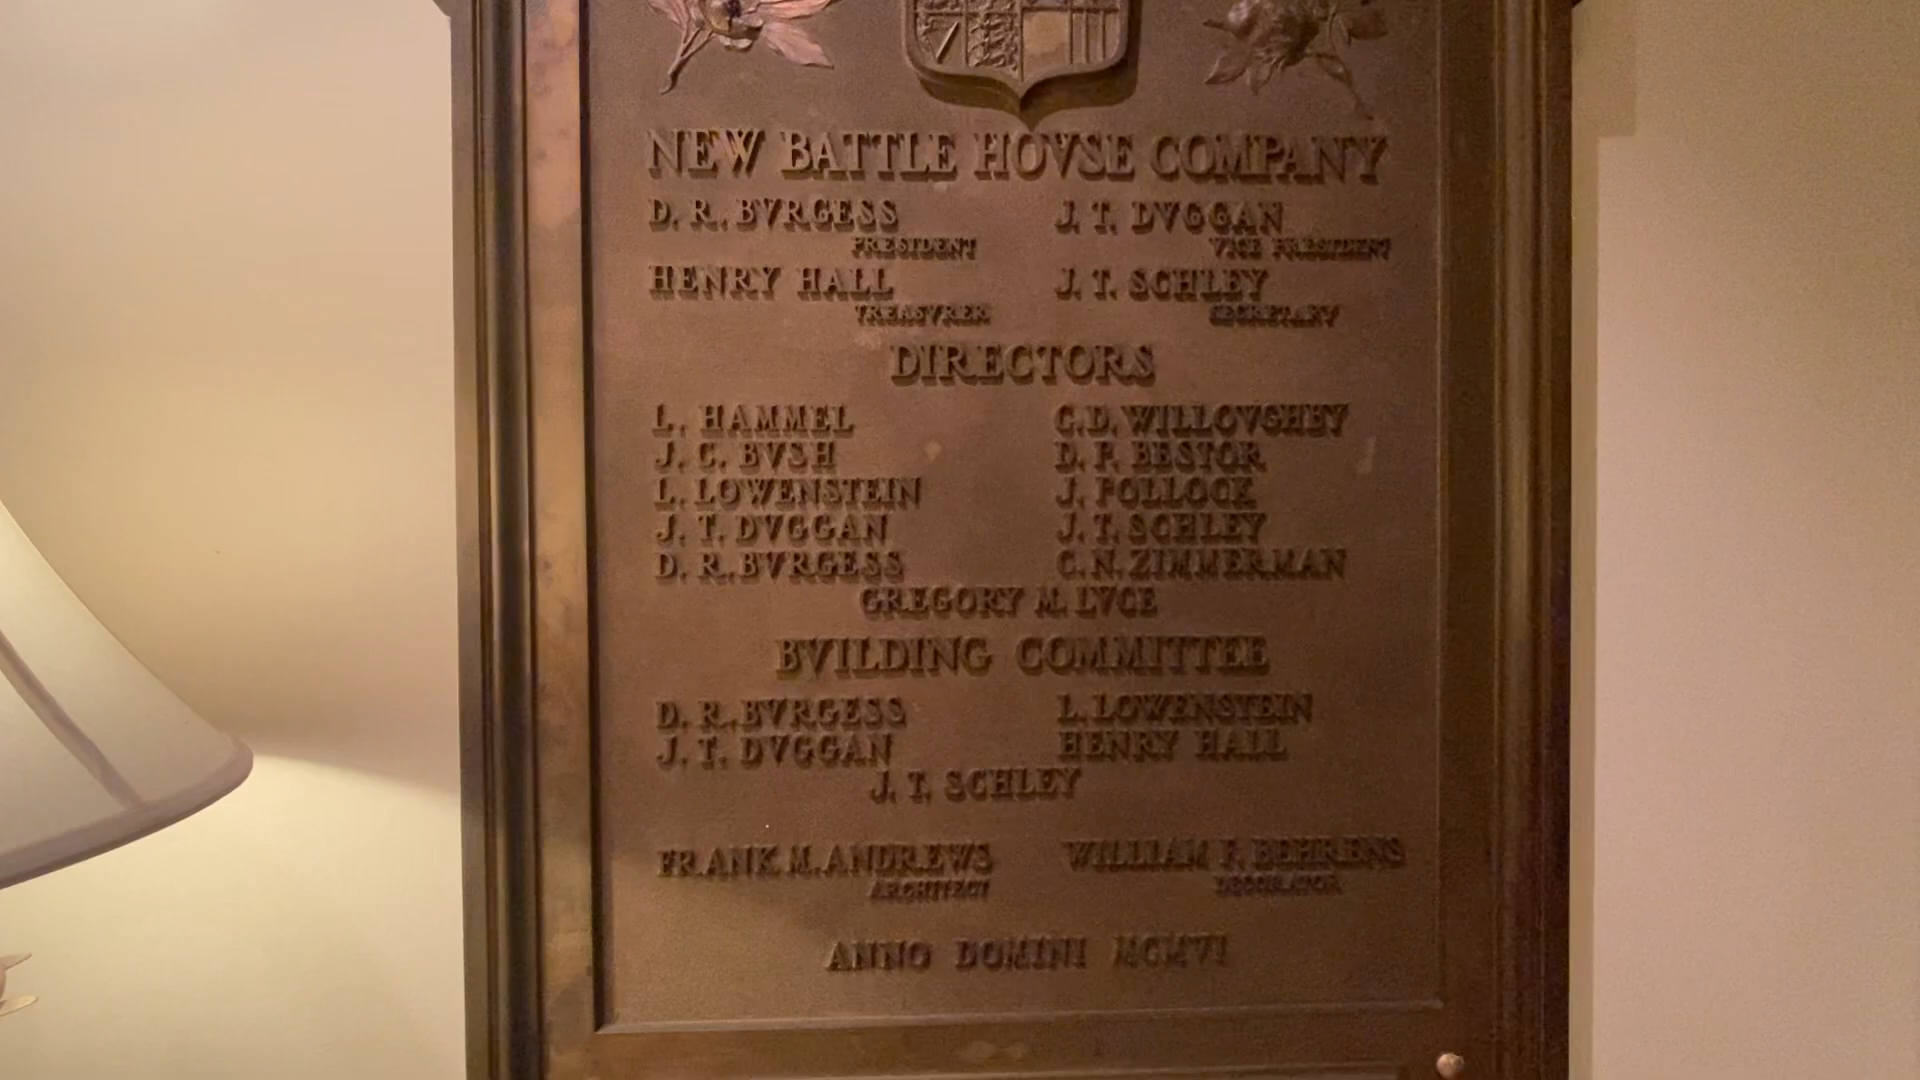 NEW BATTLE HOVSE COMPANY
D. R. BVRGESS J. T. DVGGAN
PRESIDENT VICE PRESIDENT
HENRY HALL J. T. SCHLEY
TREASVRER SECRETARY
DIRECTORS
L. HAMMEL C. D. WILLOVGHBY
J. C. BVSH D. P. BESTOR
L. LOWENSTEIN J. POLLOCK
J. T. DVGGAN J. T. SCHLEY
D. R. BVRGESS C. N. ZIMMERMAN
GREGORY M. LVCE
BVILDING COMMITTEE
D. R. BVRGESS L. LOWENSTEIN
J. T. DVGGAN HENRY HALL
J. T. SCHLEY
FRANK M. ANDREWS WILLIAM F. BEHRENS
ARCHITECT DECORATOR
ANNO DOMINI MCMVI